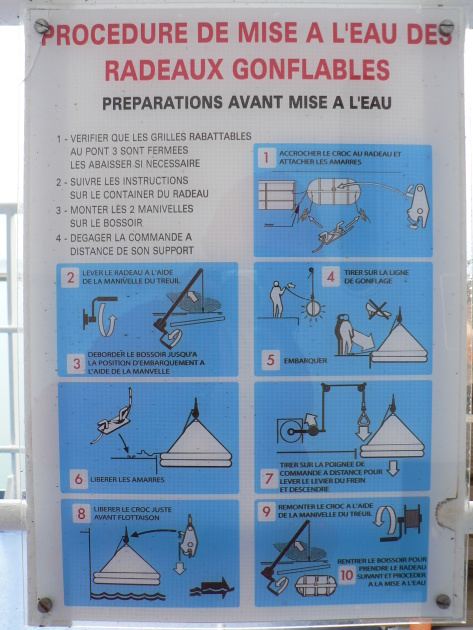 PROCEDURE DE MISE A L'EAU DES
RADEAUX GONFLABLES
PREPARATIONS AVANT MISE A L'EAU
1 - VERIFIER QUE LES GRILLES RABATTABLES
AU PONT 3 SONT FERMEES
LES ABAISSER SI NECESSAIRE
2 - SUIVRE LES INSTRUCTIONS
SUR LE CONTAINER DU RADEAU
3 - MONTER LES 2 MANIVELLES
SUR LE BOSSOIR
4 - DEGAGER LA COMMANDE A
DISTANCE DE SON SUPPORT
1 ACCROCHER LE CROC AU RADEAU ET
ATTACHER LES AMARRES
2 LEVER LE RADEAU A L'AIDE
DE LA MANIVELLE DU TREUIL
3 DEBORDER LE BOSSOIR JUSQU'A
LA POSITION D'EMBARQUEMENT A
L'AIDE DE LA MANVELLE
4 TIRER SUR LA LIGNE
DE GONFLAGE
5 EMBARQUER
6 LIBERER LES AMARRES
7 TIRER SUR LA POIGNEE DE
COMMANDE A DISTANCE POUR
LEVER LE LEVIER DU FREIN
ET DESCENDRE
8 LIBERER LE CROC JUSTE
AVANT FLOTTAISON
9 REMONTER LE CROC A L'AIDE
DE LA MANIVELLE DU TREUIL
10 RENTRER LE BOISSOIR POUR
PRENDRE LE RADEAU
SUIVANT ET PROCEDER
A LA MISE A L'EAU